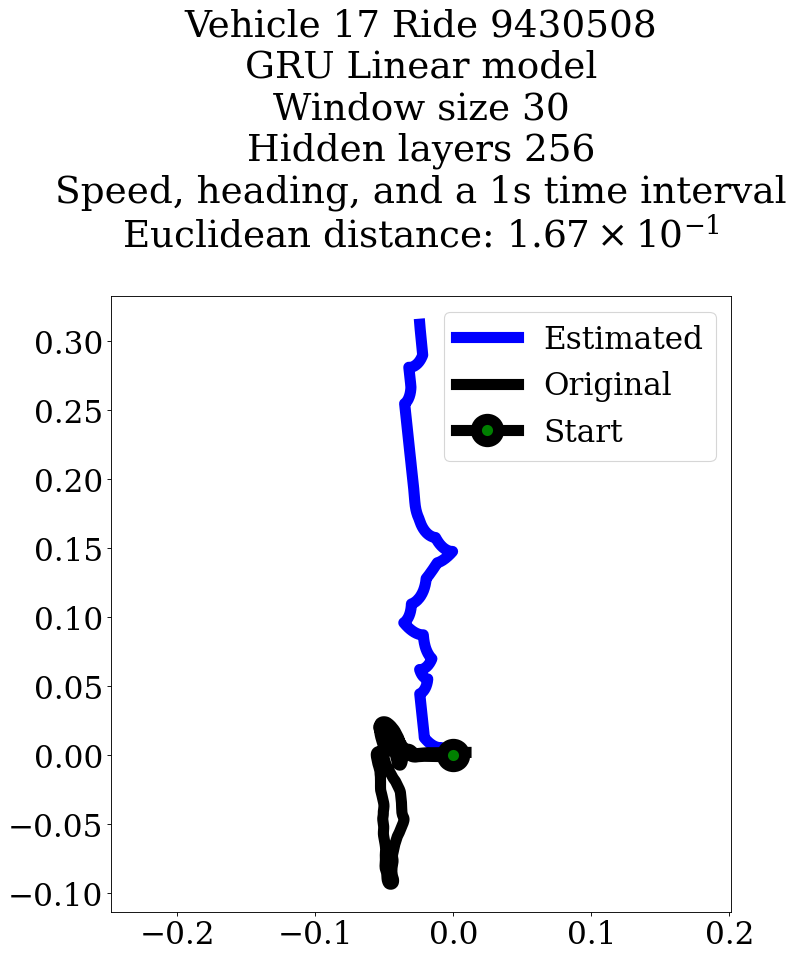 Vehicle 17 Ride 9430508
GRU Linear model
Window size 30
Hidden layers 256
Speed, heading, and a 1s time interval
Euclidean distance: 1.67 × 10⁻¹
Estimated
Original
Start
0.30
0.25
0.20
0.15
0.10
0.05
0.00
−0.05
−0.10
−0.2
−0.1
0.0
0.1
0.2